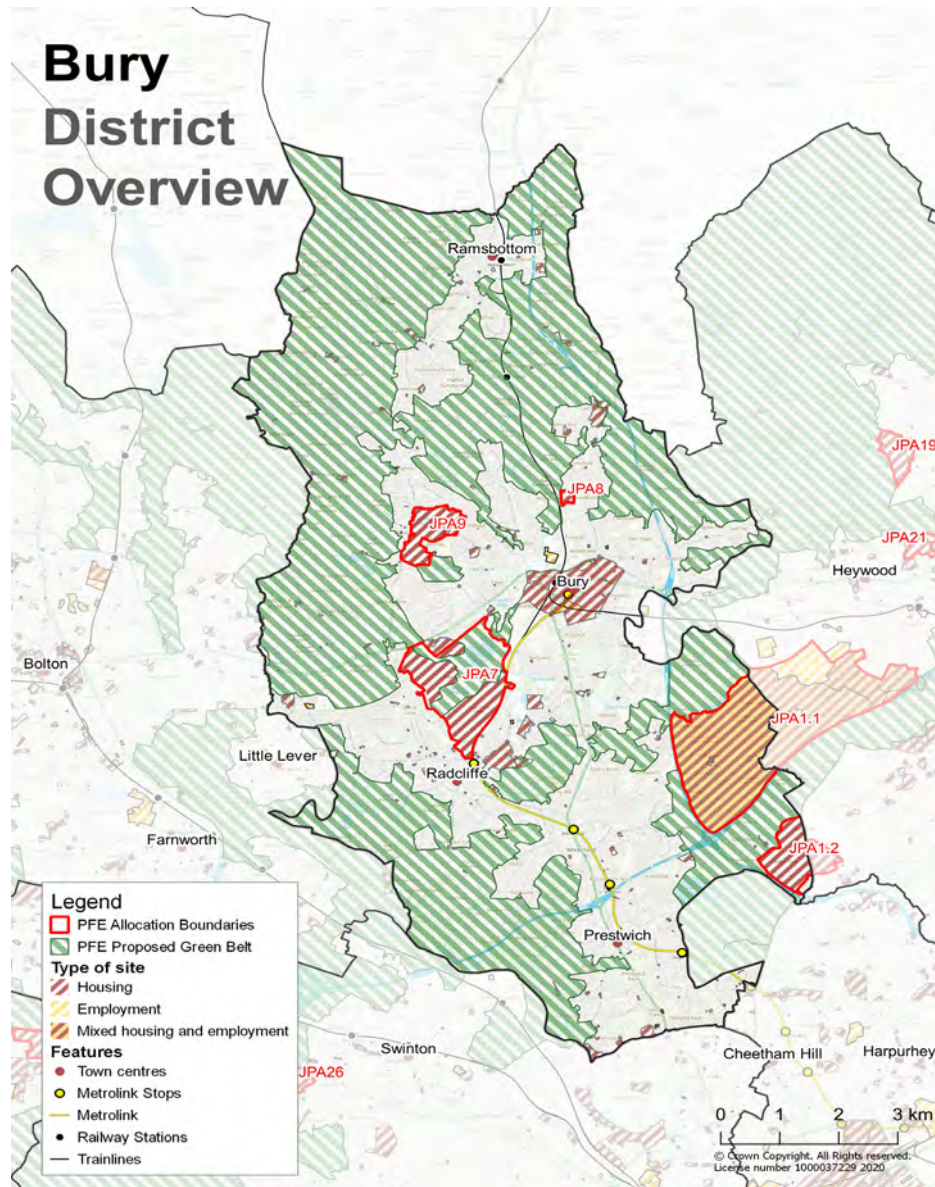 Bury
District
Overview
Ramsbottom
JPA19
JPA8
JPA9
JPA21
Heywood
Bury
Bolton
JPA7
JPA1.1
Little Lever
Radcliffe
Farnworth
JPA1.2
Prestwich
Swinton
Cheetham Hill
Harpurhey
JPA26
Legend
PFE Allocation Boundaries
PFE Proposed Green Belt
Type of site
Housing
Employment
Mixed housing and employment
Features
Town centres
Metrolink Stops
Metrolink
Railway Stations
Trainlines
0 1 2 3 km
© Crown Copyright. All Rights reserved.
License number 1000037229 2020